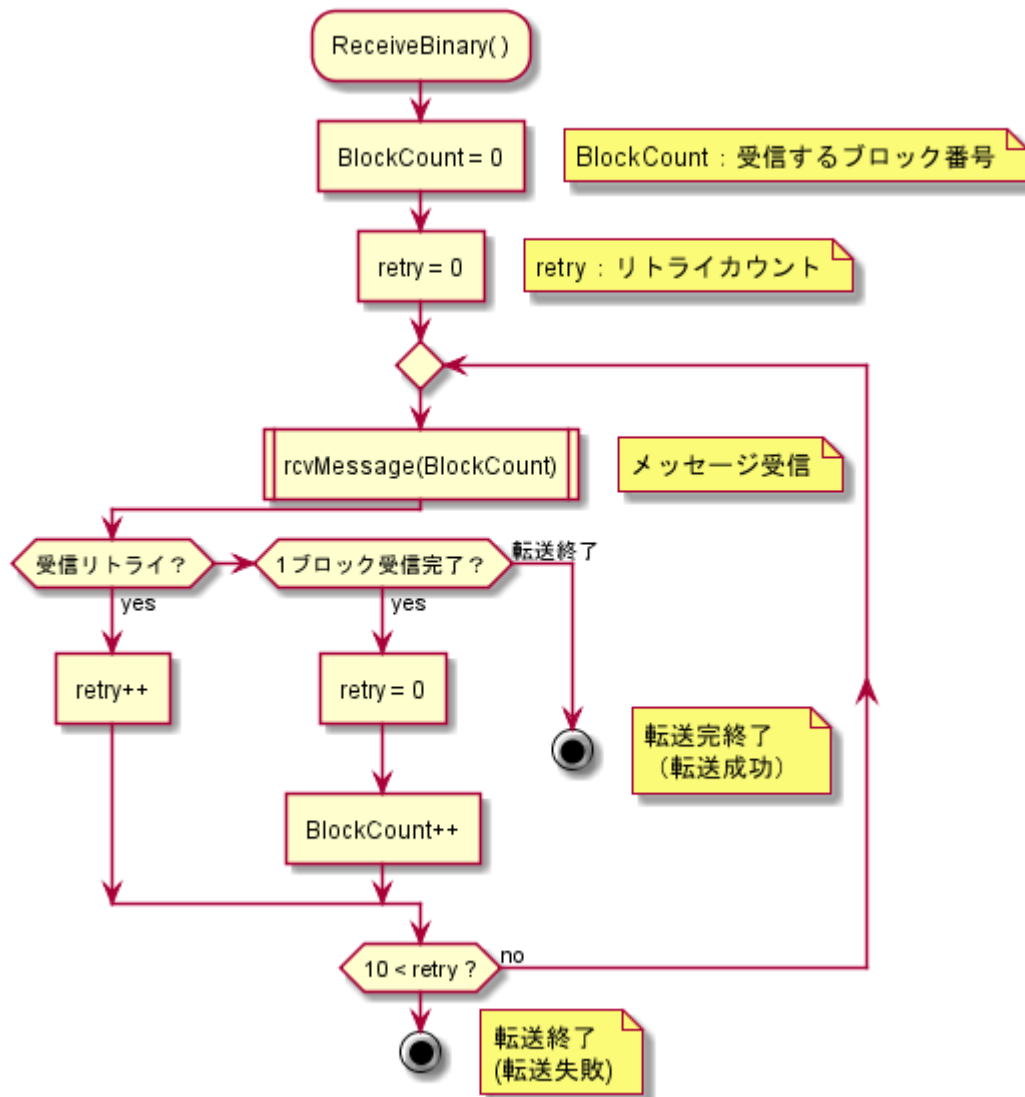 ReceiveBinary()
BlockCount = 0
BlockCount：受信するブロック番号
retry = 0
retry：リトライカウント
rcvMessage(BlockCount)
メッセージ受信
受信リトライ？
1ブロック受信完了？
転送終了
yes
yes
retry++
retry = 0
転送完終了
（転送成功）
BlockCount++
10 < retry ?
no
転送終了
(転送失敗)